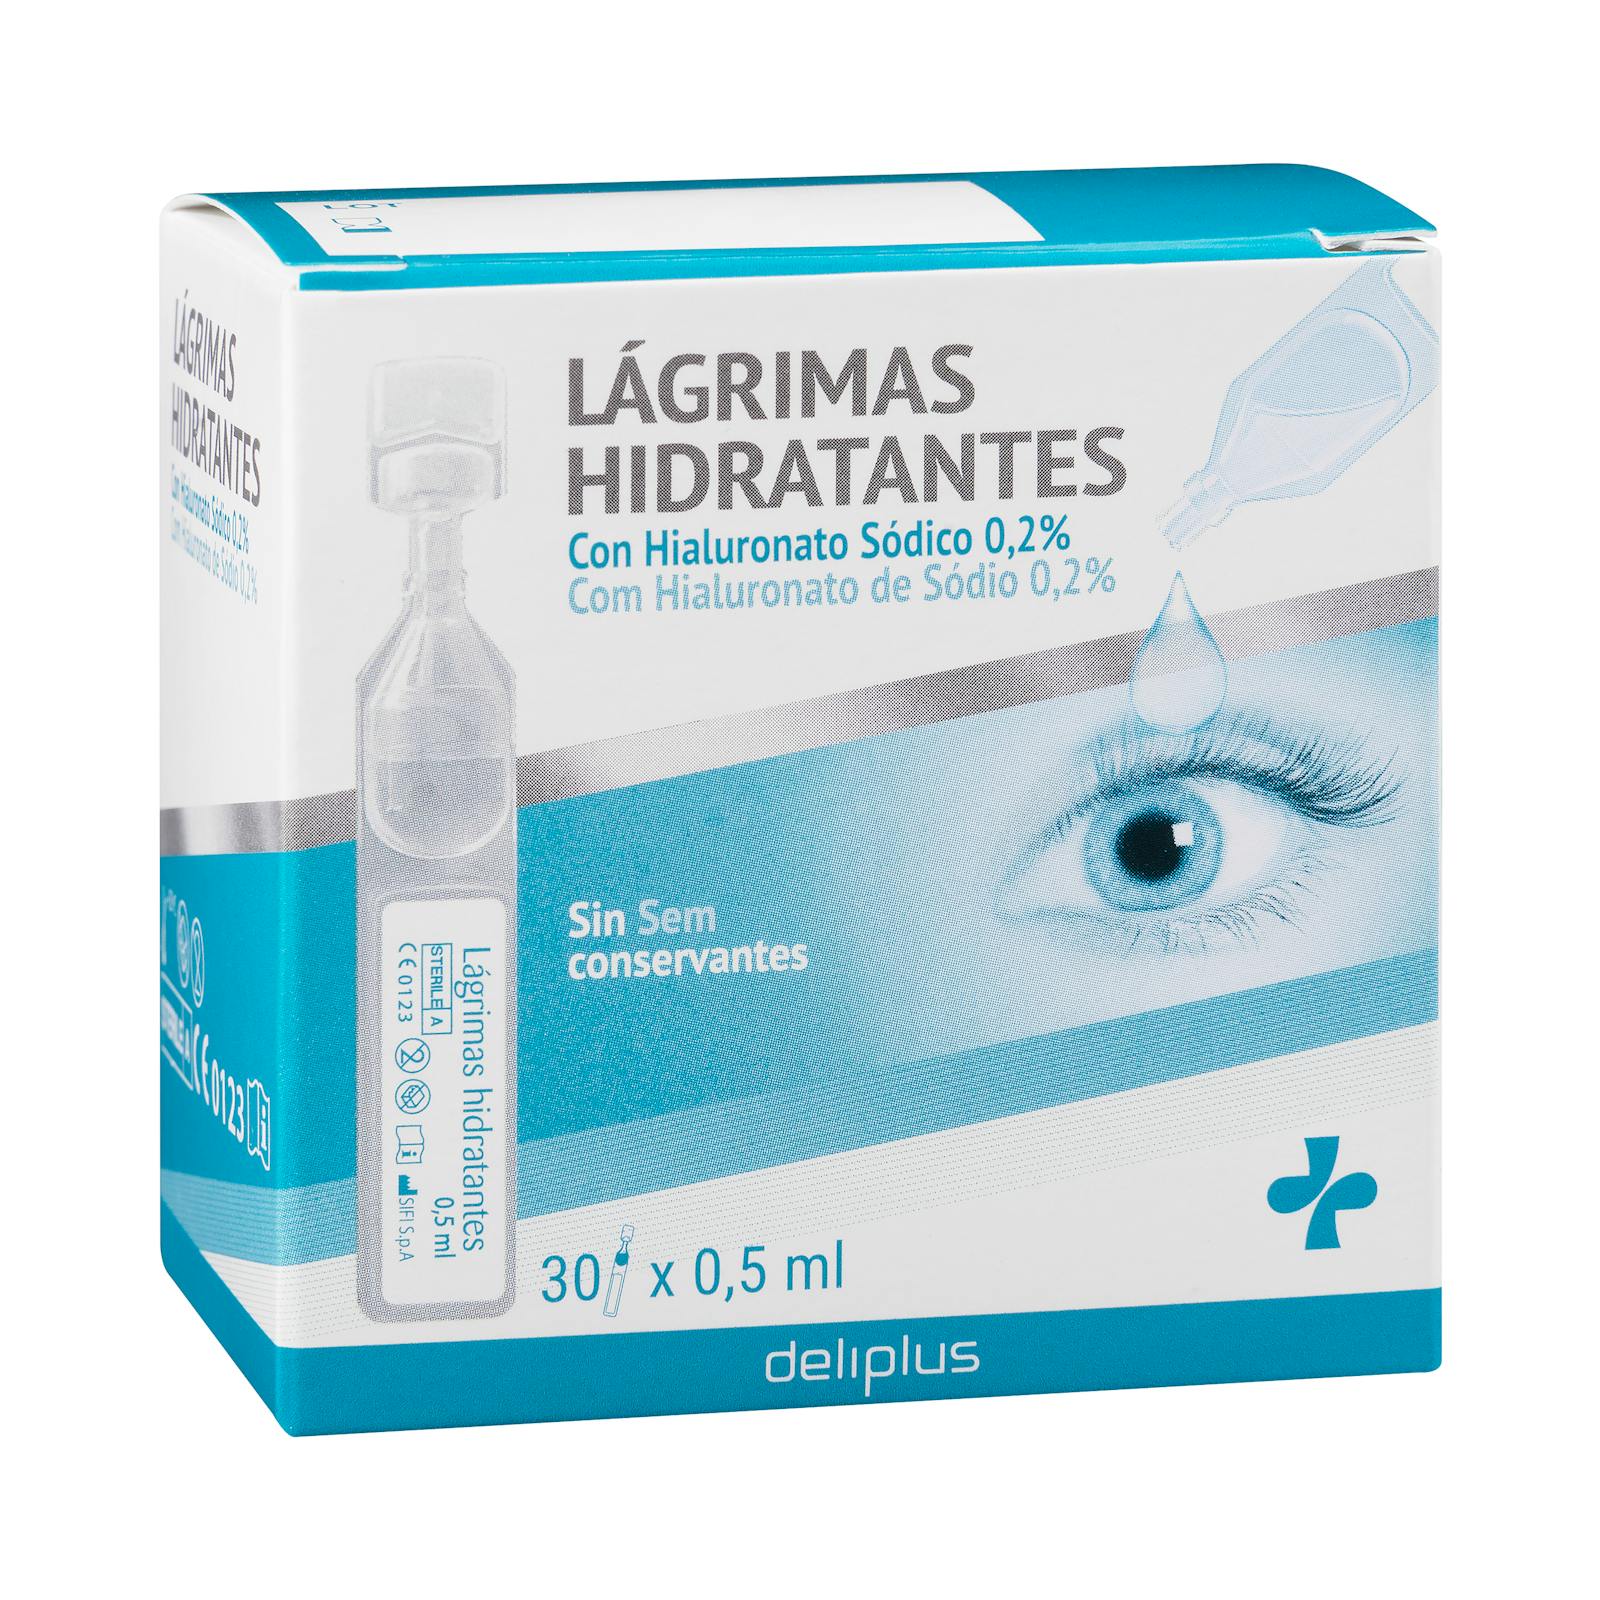 LOT
LÁGRIMAS
HIDRATANTES
Con Hialuronato Sódico 0,2%
Com Hialuronato de Sódio 0,2%
STERILE A
CE 0123
LÁGRIMAS
HIDRATANTES
Con Hialuronato Sódico 0,2%
Com Hialuronato de Sódio 0,2%
Sin Sem
conservantes
Lágrimas hidratantes
0,5 ml
STERILE A
CE 0123
SIFI S.p.A
30 x 0,5 ml
deliplus